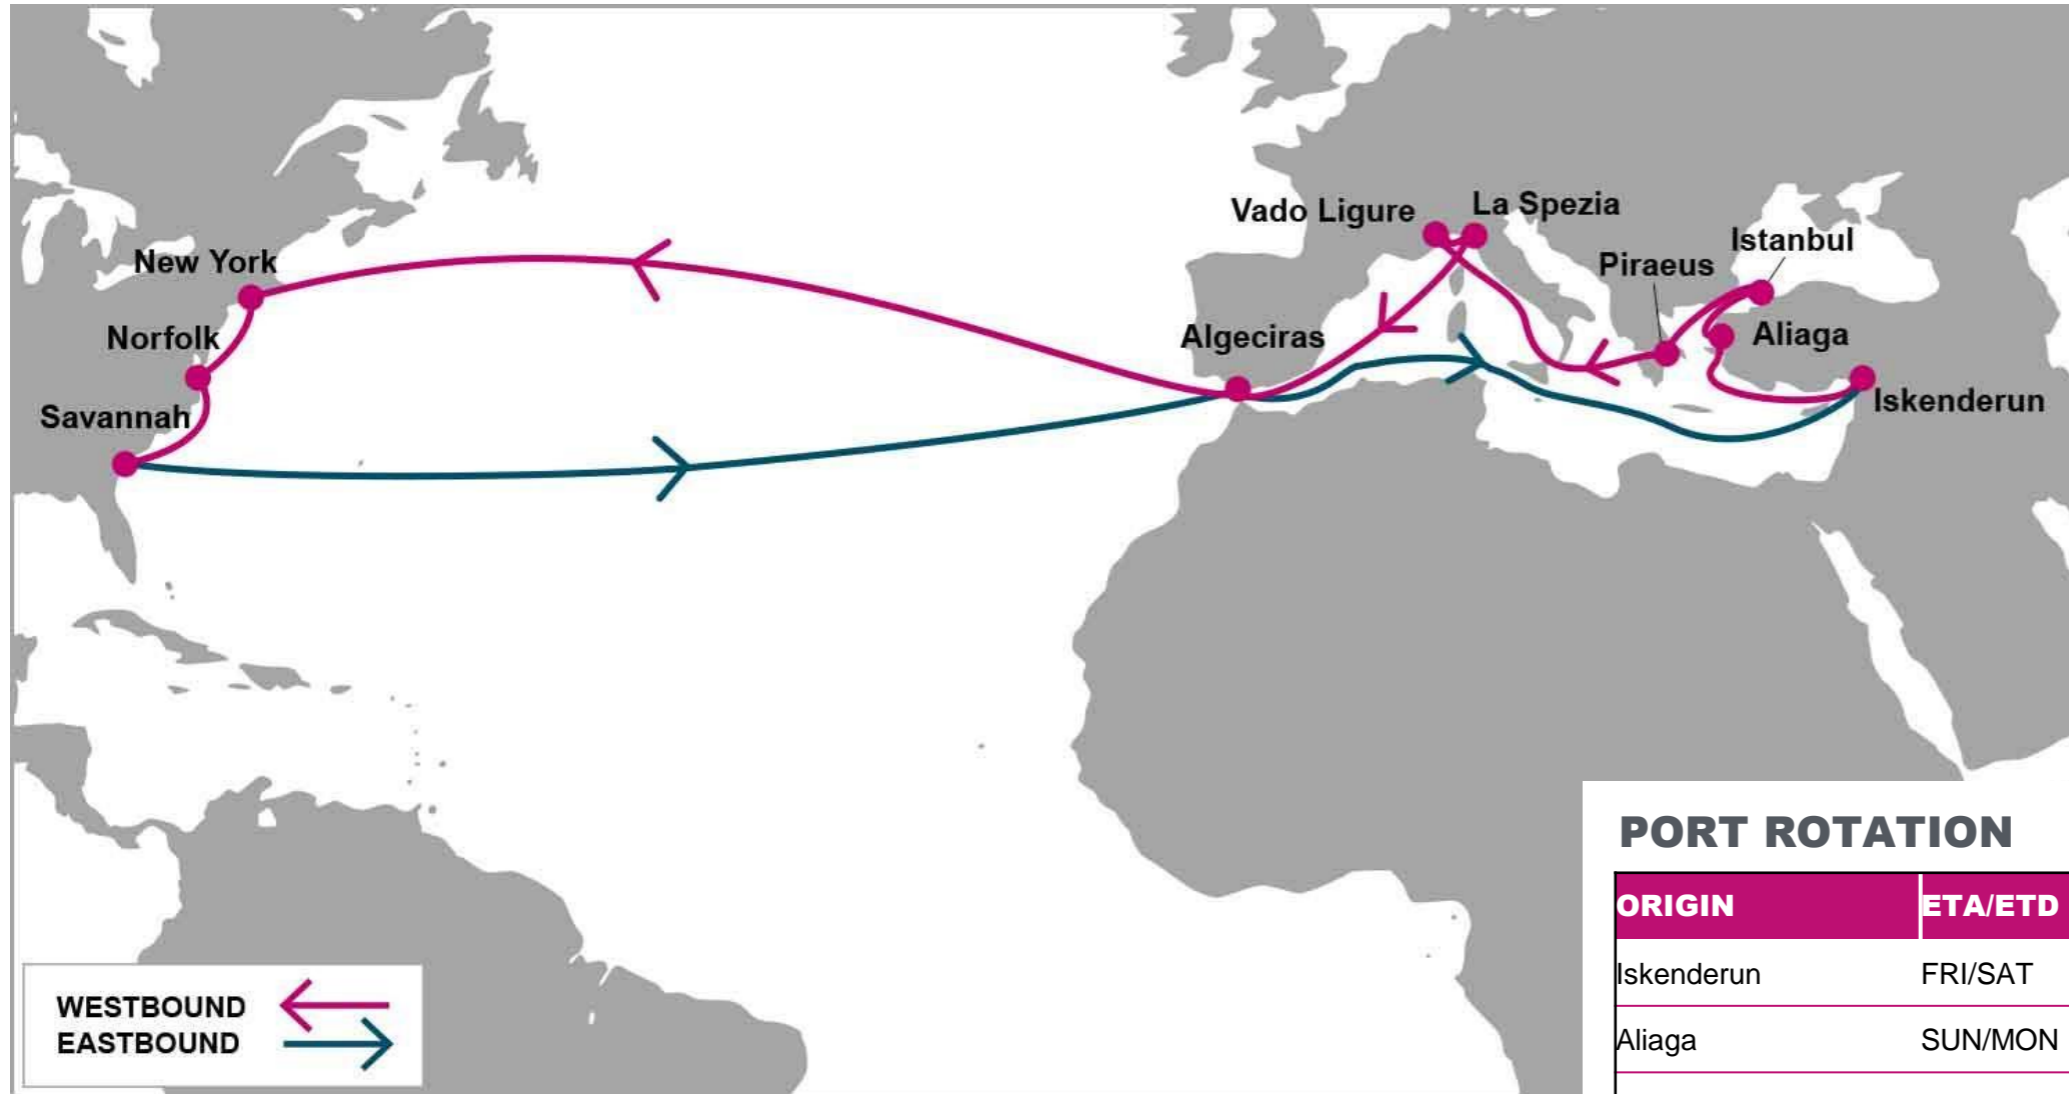 Vado Ligure
La Spezia
Istanbul
Piraeus
New York
Norfolk
Algeciras
Aliaga
Savannah
Iskenderun
PORT ROTATION
ORIGIN ETA/ETD
Iskenderun FRI/SAT
Aliaga SUN/MON
WESTBOUND
EASTBOUND